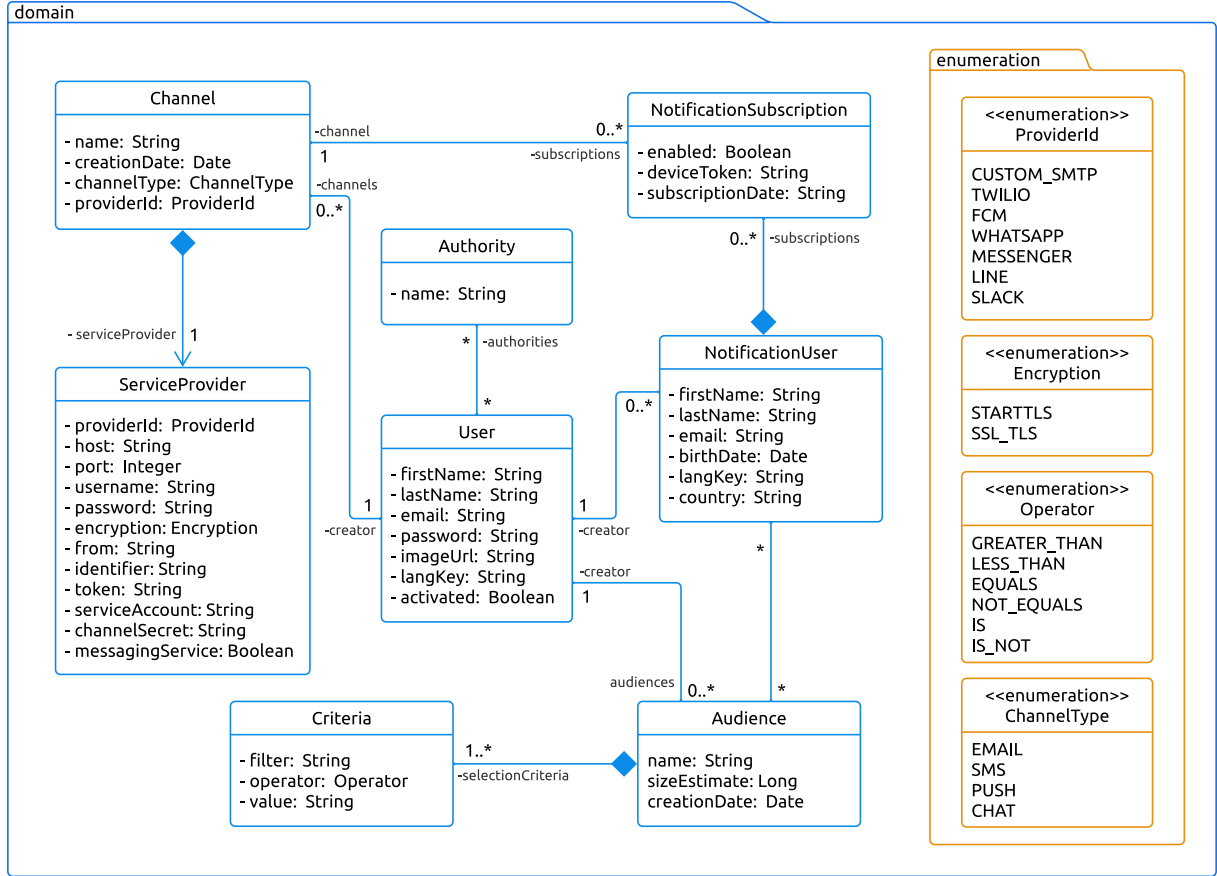 domain
Channel
- name: String
- creationDate: Date
- channelType: ChannelType
- providerId: ProviderId
-channel
1
0..*
-subscriptions
NotificationSubscription
- enabled: Boolean
- deviceToken: String
- subscriptionDate: String
-channels
0..*
0..*
-subscriptions
Authority
- name: String
* -authorities
*
- serviceProvider
1
ServiceProvider
- providerId: ProviderId
- host: String
- port: Integer
- username: String
- password: String
- encryption: Encryption
- from: String
- identifier: String
- token: String
- serviceAccount: String
- channelSecret: String
- messagingService: Boolean
User
- firstName: String
- lastName: String
- email: String
- password: String
- imageUrl: String
- langKey: String
- activated: Boolean
1
-creator
1
-creator
0..*
-creator
1
NotificationUser
- firstName: String
- lastName: String
- email: String
- birthDate: Date
- langKey: String
- country: String
*
*
audiences
0..*
Criteria
- filter: String
- operator: Operator
- value: String
1..*
-selectionCriteria
Audience
name: String
sizeEstimate: Long
creationDate: Date
enumeration
<<enumeration>>
ProviderId
CUSTOM_SMTP
TWILIO
FCM
WHATSAPP
MESSENGER
LINE
SLACK
<<enumeration>>
Encryption
STARTTLS
SSL_TLS
<<enumeration>>
Operator
GREATER_THAN
LESS_THAN
EQUALS
NOT_EQUALS
IS
IS_NOT
<<enumeration>>
ChannelType
EMAIL
SMS
PUSH
CHAT